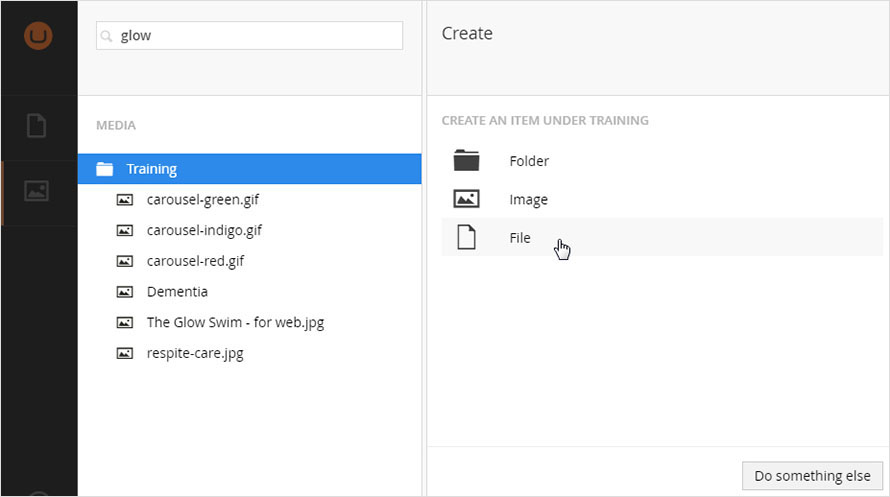 glow
MEDIA
Training
carousel-green.gif
carousel-indigo.gif
carousel-red.gif
Dementia
The Glow Swim - for web.jpg
respite-care.jpg
Create
CREATE AN ITEM UNDER TRAINING
Folder
Image
File
Do something else